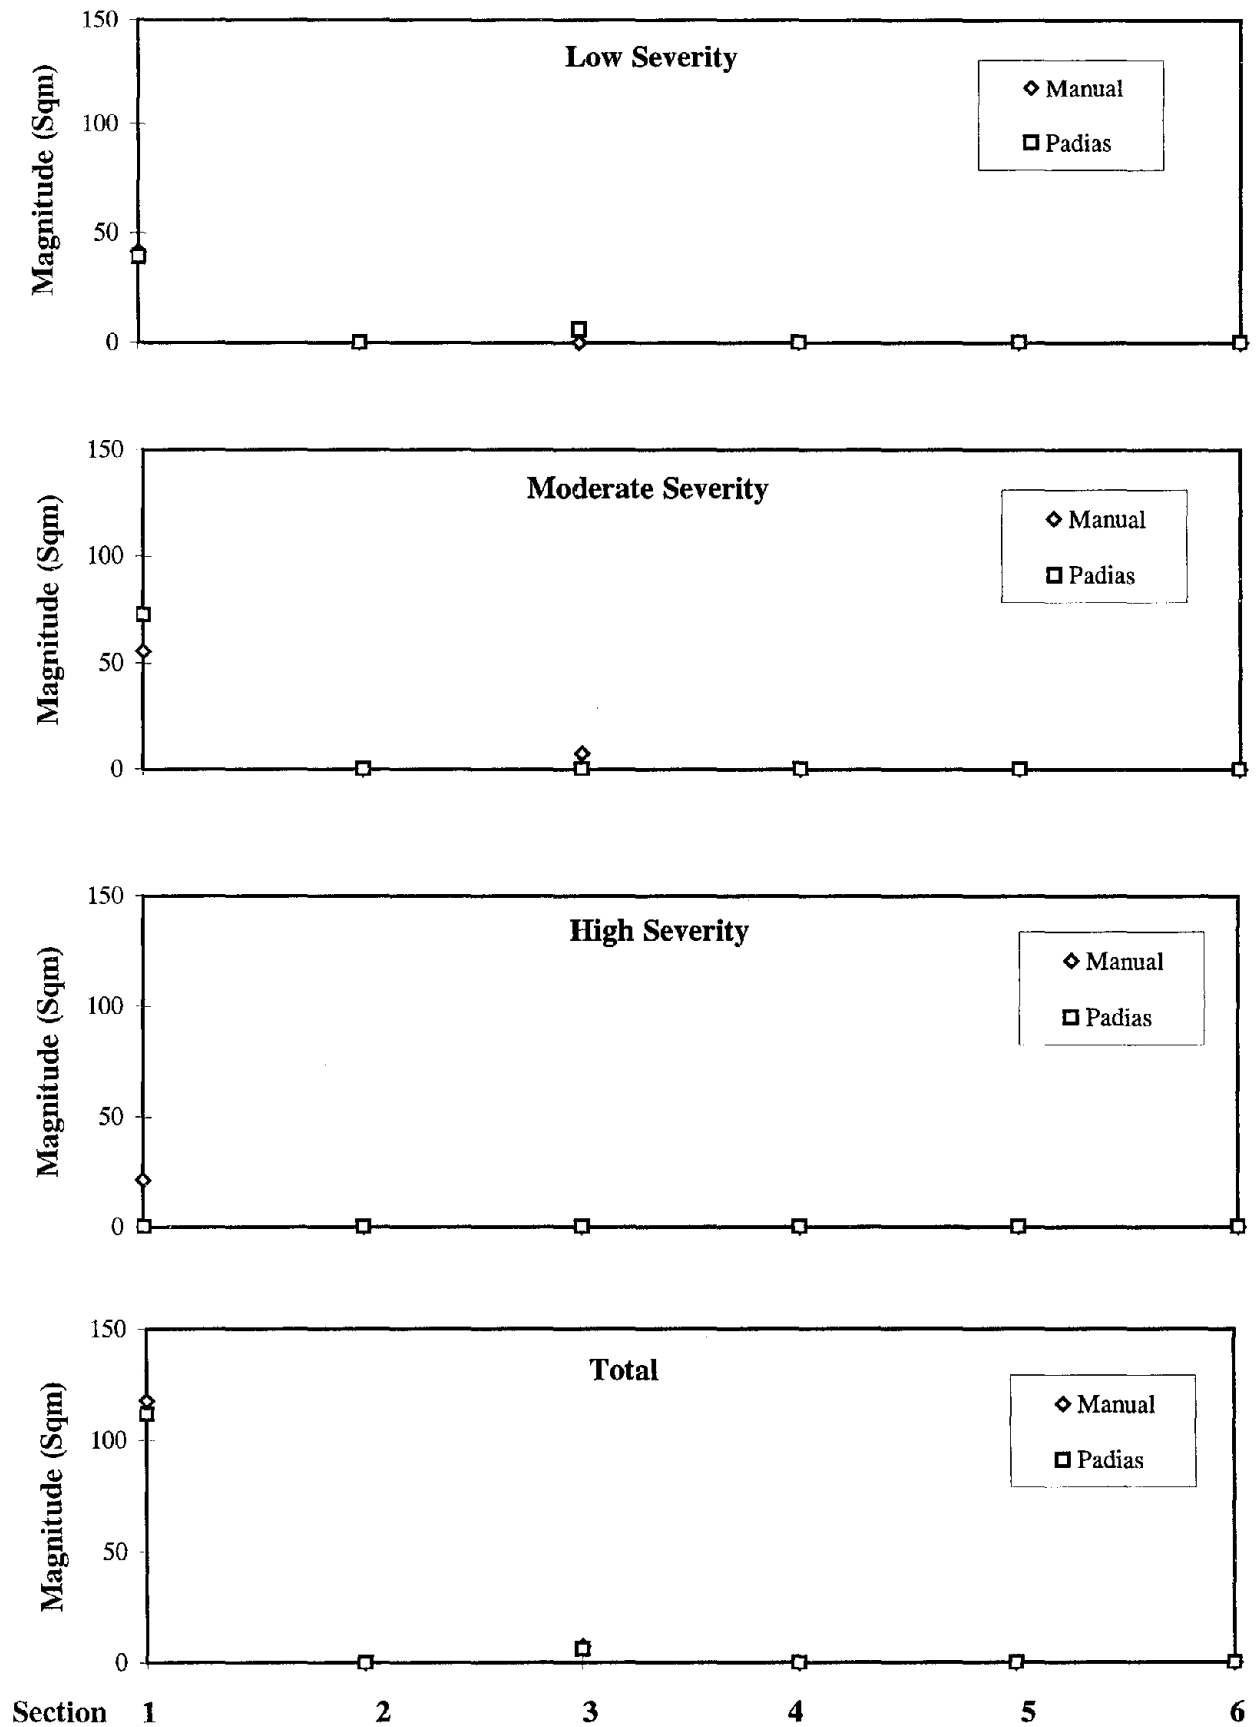 Low Severity
Magnitude (Sqm)
150
100
50
0
Manual
Padias
Moderate Severity
Magnitude (Sqm)
150
100
50
0
Manual
Padias
High Severity
Magnitude (Sqm)
150
100
50
0
Manual
Padias
Total
Magnitude (Sqm)
150
100
50
0
Manual
Padias
Section 1 2 3 4 5 6